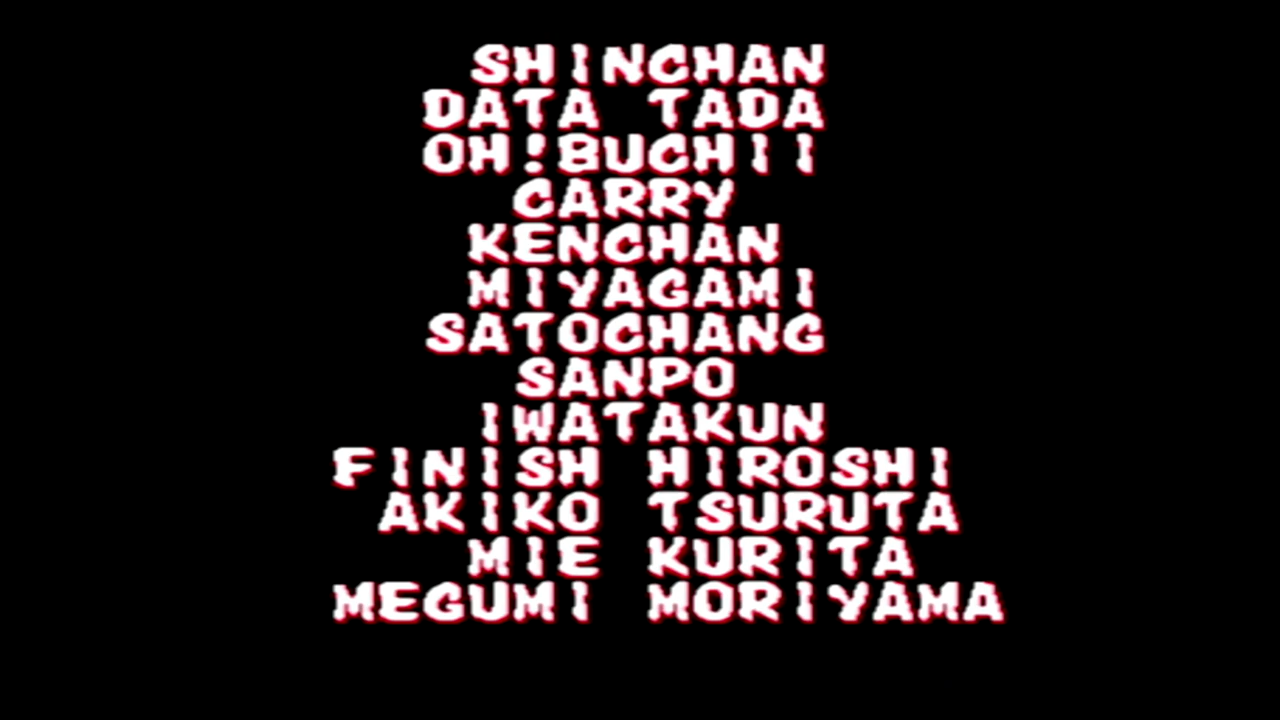 SHINCHAN
DATA TADA
OH!BUCHII
CARRY
KENCHAN
MIYAGAMI
SATOCHANG
SANPO
IWATAKUN
FINISH HIROSHI
AKIKO TSURUTA
MIE KURITA
MEGUMI MORIYAMA